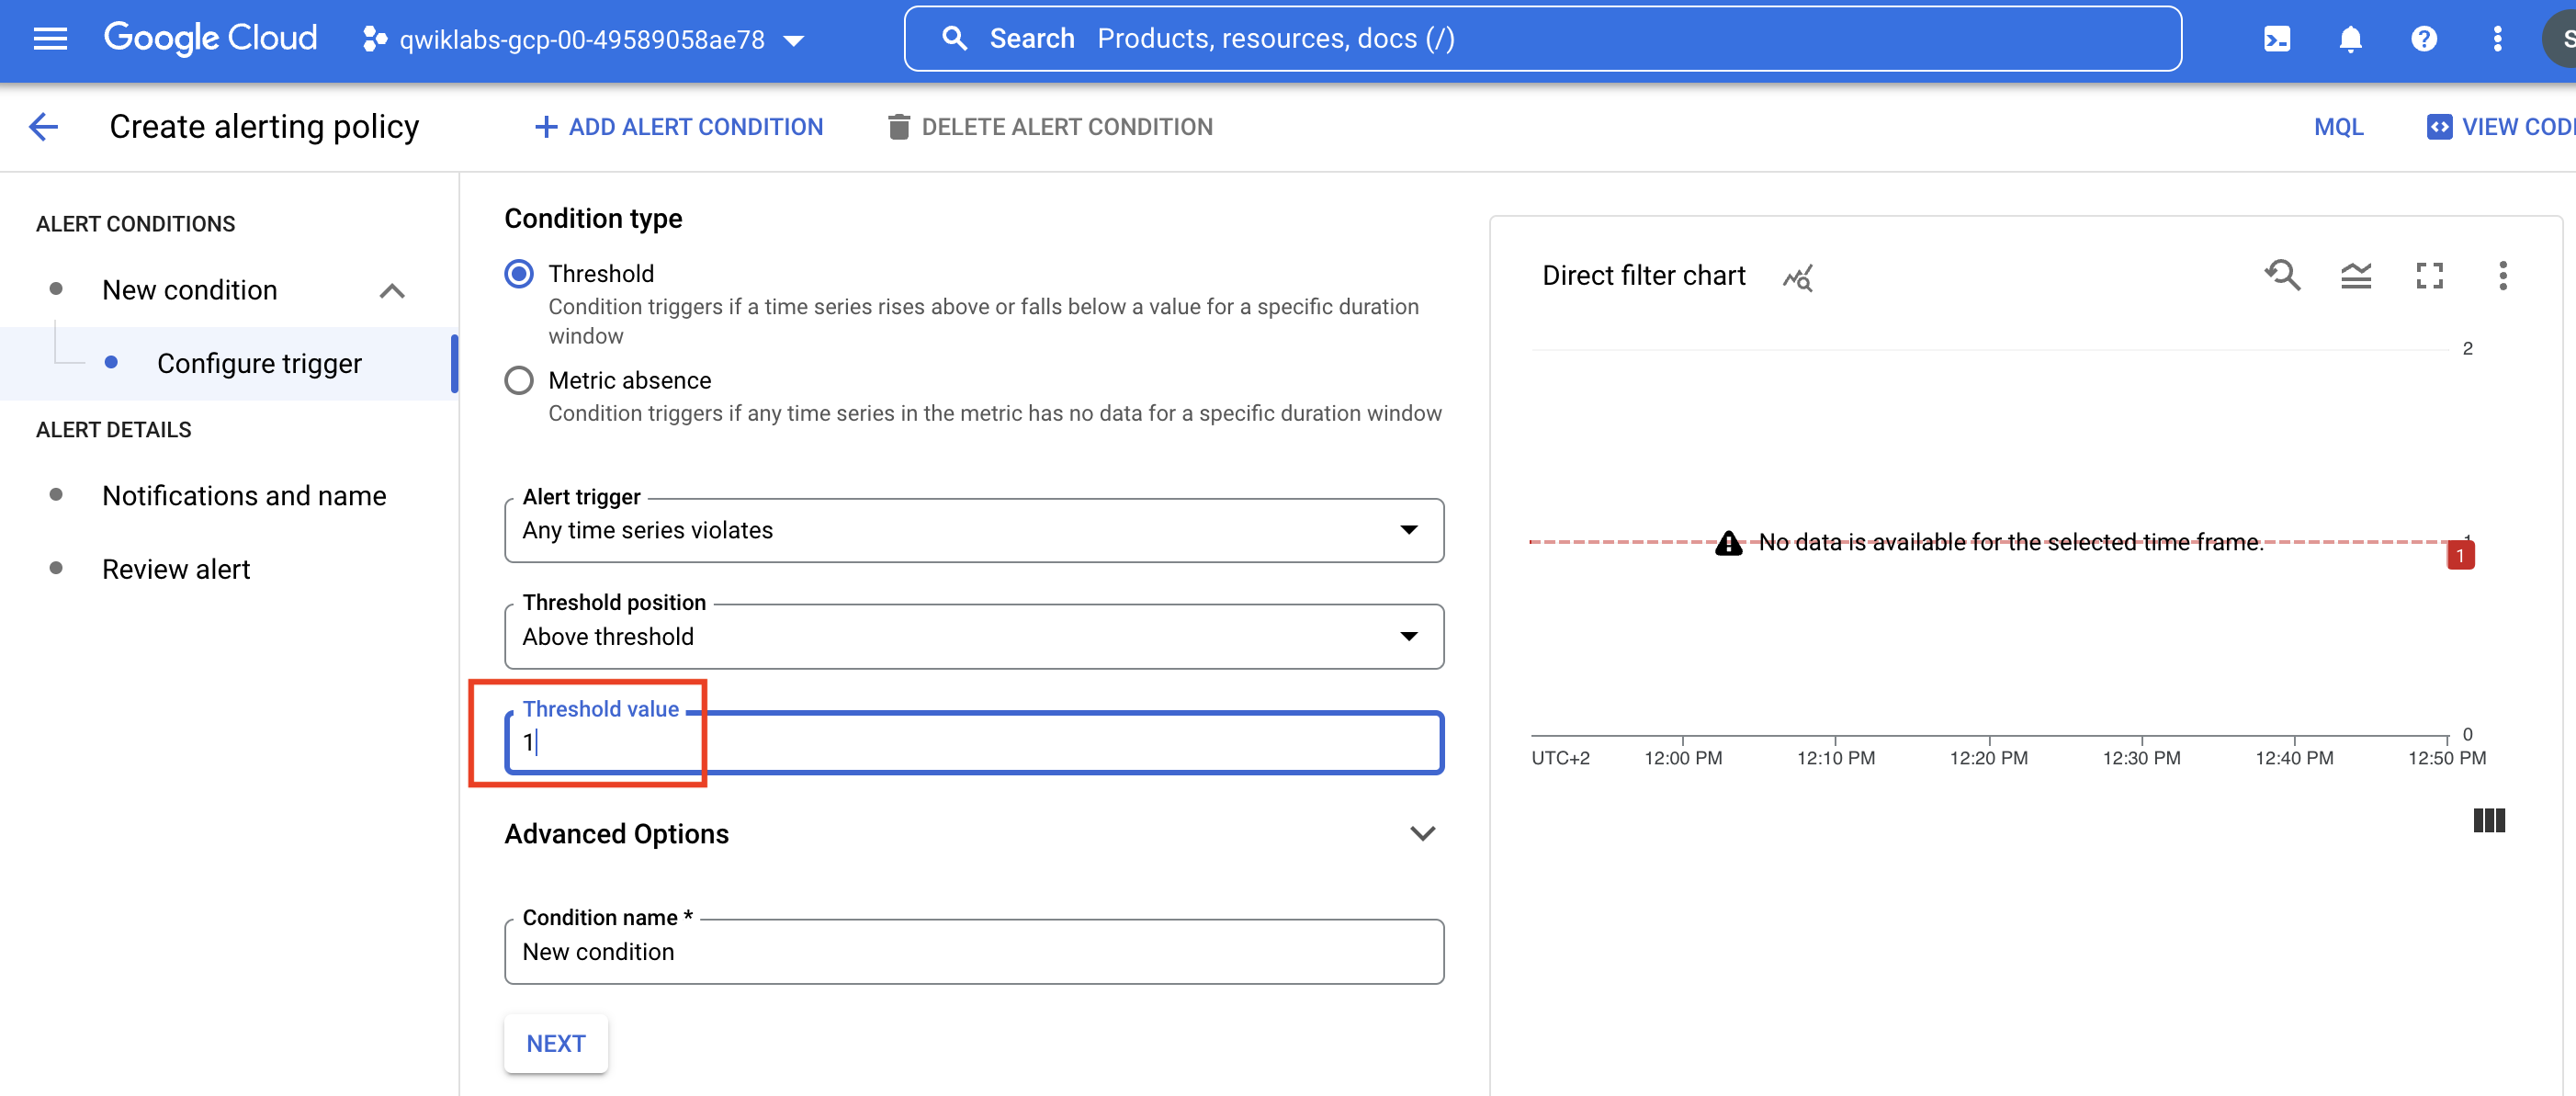 Google Cloud
qwiklabs-gcp-00-49589058ae78
Search Products, resources, docs (/)
S
Create alerting policy
ADD ALERT CONDITION
DELETE ALERT CONDITION
MQL
VIEW COD
ALERT CONDITIONS
New condition
Configure trigger
ALERT DETAILS
Notifications and name
Review alert
Condition type
Threshold
Condition triggers if a time series rises above or falls below a value for a specific duration
window
Metric absence
Condition triggers if any time series in the metric has no data for a specific duration window
Alert trigger
Any time series violates
Threshold position
Above threshold
Threshold value
1
Advanced Options
Condition name *
New condition
NEXT
Direct filter chart
2
No data is available for the selected time frame.
1
1
0
UTC+2 12:00 PM 12:10 PM 12:20 PM 12:30 PM 12:40 PM 12:50 PM